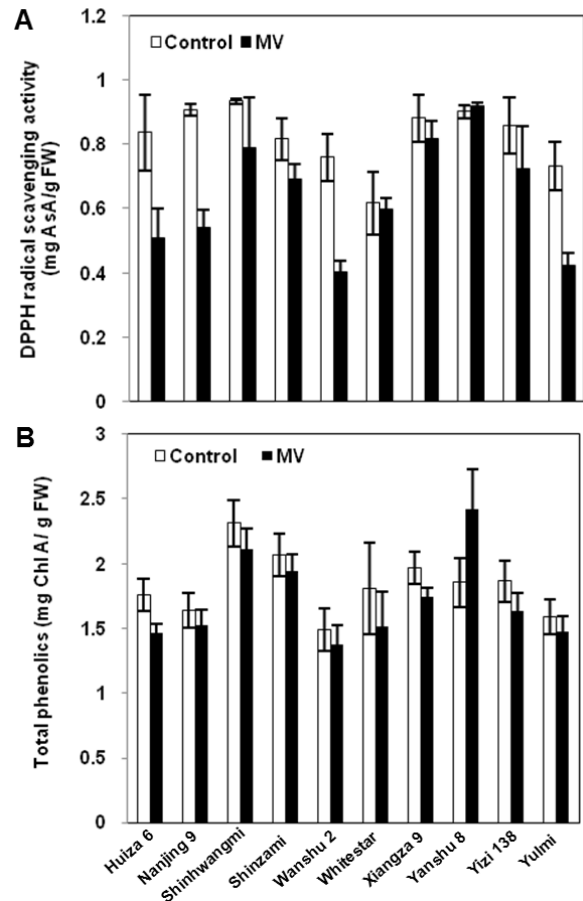 A
1.2
1
0.8
0.6
0.4
0.2
0
DPPH radical scavenging activity
(mg AsA/g FW)
Control MV
B
3
2.5
2
1.5
1
0.5
0
Total phenolics (mg Chl A/ g FW)
Control MV
Huiza 6
Nanjing 9
Shinhwangmi
Shinzami
Wanshu 2
Whitestar
Xiangza 9
Yanshu 8
Yizi 138
Yulmi